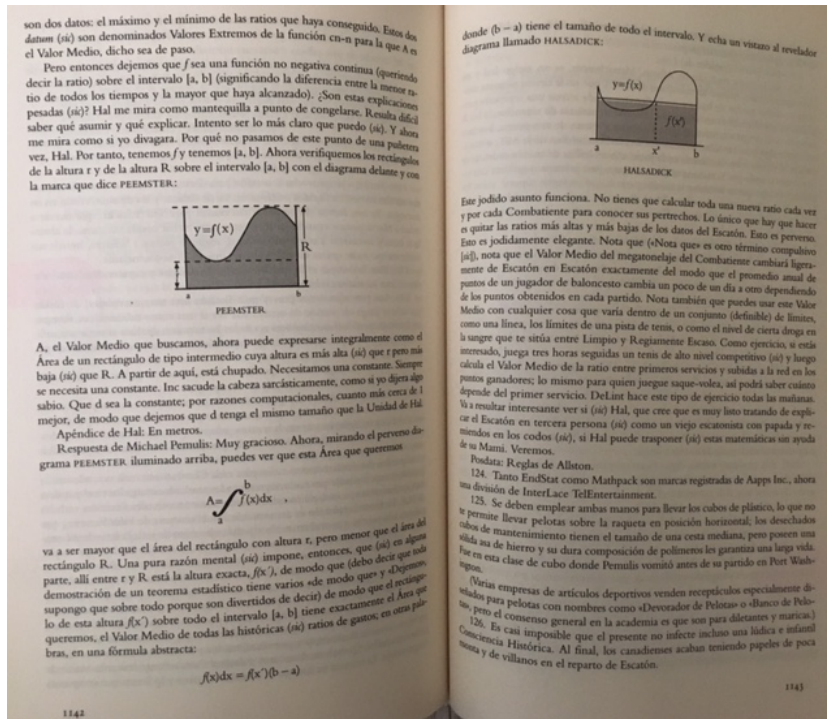 son dos datos: el máximo y el mínimo de las ratios que haya conseguido. Estos dos
datum (sic) son denominados Valores Extremos de la función cn-n para la que A es
el Valor Medio, dicho sea de paso.
Pero entonces dejemos que f sea una función no negativa continua (queriendo
decir la ratio) sobre el intervalo [a, b] (significando la diferencia entre la menor ra-
tio de todos los tiempos y la mayor que haya alcanzado). ¿Son estas explicaciones
pesadas (sic)? Hal me mira como mantequilla a punto de congelarse. Resulta difícil
saber qué asumir y qué explicar. Intento ser lo más claro que puedo (sic). Y ahora
me mira como si yo divagara. Por qué no pasamos de este punto de una puñetera
vez, Hal. Por tanto, tenemos f y tenemos [a, b]. Ahora verifiquemos los rectángulos
de la altura r y de la altura R sobre el intervalo [a, b] con el diagrama delante y con
la marca que dice PEEMSTER:
y=f(x)
R
r
a b
PEEMSTER
A, el Valor Medio que buscamos, ahora puede expresarse integralmente como el
Área de un rectángulo de tipo intermedio cuya altura es más alta (sic) que r pero más
baja (sic) que R. A partir de aquí, está chupado. Necesitamos una constante. Siempre
se necesita una constante. Inc sacude la cabeza sarcásticamente, como si yo dijera algo
sabio. Que d sea la constante; por razones computacionales, cuanto más cerca de 1
mejor, de modo que dejemos que d tenga el mismo tamaño que la Unidad de Hal.
Apéndice de Hal: En metros.
Respuesta de Michael Pemulis: Muy gracioso. Ahora, mirando el perverso dia-
grama PEEMSTER iluminado arriba, puedes ver que esta Área que queremos
b
A=∫f(x)dx .
a
va a ser mayor que el área del rectángulo con altura r, pero menor que el área del
rectángulo R. Una pura razón mental (sic) impone, entonces, que (sic) en alguna
parte, allí entre r y R está la altura exacta, f(x´), de modo que (debo decir que toda
demostración de un teorema estadístico tiene varios «de modo que» y «Dejemos»,
supongo que sobre todo porque son divertidos de decir) de modo que el rectángu-
lo de esta altura f(x´) sobre todo el intervalo [a, b] tiene exactamente el Área que
queremos, el Valor Medio de todas las históricas (sic) ratios de gastos; en otras pala-
bras, en una fórmula abstracta:
f(x)dx = f(x´)(b – a)
1142
donde (b – a) tiene el tamaño de todo el intervalo. Y echa un vistazo al revelador
diagrama llamado HALSADICK:
y=f(x)
f(x')
a x' b
HALSADICK
Este jodido asunto funciona. No tienes que calcular toda una nueva ratio cada vez
y por cada Combatiente para conocer sus pertrechos. Lo único que hay que hacer
es quitar las ratios más altas y más bajas de los datos del Escatón. Esto es perverso.
Esto es jodidamente elegante. Nota que («Nota que» es otro término compulsivo
[sic]), nota que el Valor Medio del megatonelaje del Combatiente cambiará ligera-
mente de Escatón en Escatón exactamente del modo que el promedio anual de
puntos de un jugador de baloncesto cambia un poco de un día a otro dependiendo
de los puntos obtenidos en cada partido. Nota también que puedes usar este Valor
Medio con cualquier cosa que varía dentro de un conjunto (definible) de límites,
como una línea, los límites de una pista de tenis, o como el nivel de cierta droga en
la sangre que te sitúa entre Limpio y Regiamente Escaso. Como ejercicio, si estás
interesado, juega tres horas seguidas un tenis de alto nivel competitivo (sic) y luego
calcula el Valor Medio de la ratio entre primeros servicios y subidas a la red en los
puntos ganadores; lo mismo para quien juegue saque-volea, así podrá saber cuánto
depende del primer servicio. DeLint hace este tipo de ejercicio todas las mañanas.
Va a resultar interesante ver si (sic) Hal, que cree que es muy listo tratando de expli-
car el Escatón en tercera persona (sic) como un viejo escatonista con papada y re-
miendos en los codos (sic), si Hal puede trasponer (sic) estas matemáticas sin ayuda
de su Mami. Veremos.
Posdata: Reglas de Allston.
124. Tanto EndStat como Mathpack son marcas registradas de Aapps Inc., ahora
una división de InterLace TelEntertainment.
125. Se deben emplear ambas manos para llevar los cubos de plástico, lo que no
te permite llevar pelotas sobre la raqueta en posición horizontal; los desechados
cubos de mantenimiento tienen el tamaño de una cesta mediana, pero poseen una
sólida asa de hierro y su dura composición de polímeros les garantiza una larga vida.
Fue en esta clase de cubo donde Pemulis vomitó antes de su partido en Port Wash-
ington.
(Varias empresas de artículos deportivos venden receptáculos especialmente di-
señados para pelotas con nombres como «Devorador de Pelotas» o «Banco de Pelo-
tas», pero el consenso general en la academia es que son para diletantes y maricas.)
126. Es casi imposible que el presente no infecte incluso una lúdica e infantil
Consciencia Histórica. Al final, los canadienses acaban teniendo papeles de poca
monta y de villanos en el reparto de Escatón.
1143